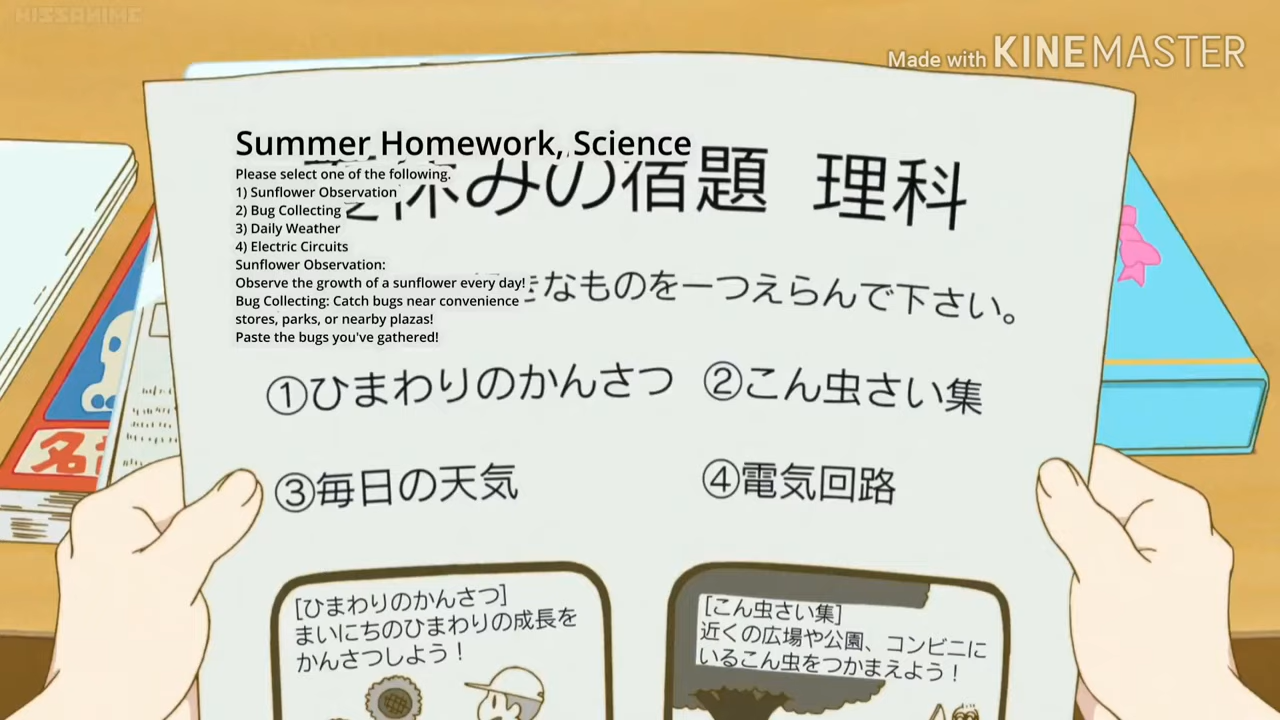 KISSANIME
Made with KINEMASTER
Summer Homework, Science
Please select one of the following.
1) Sunflower Observation
2) Bug Collecting
3) Daily Weather
4) Electric Circuits
Sunflower Observation:
Observe the growth of a sunflower every day!
Bug Collecting: Catch bugs near convenience
stores, parks, or nearby plazas!
Paste the bugs you've gathered!
休みの宿題 理科
なものを一つえらんで下さい。
①ひまわりのかんさつ ②こん虫さい集
③毎日の天気 ④電気回路
[ひまわりのかんさつ]
まいにちのひまわりの成長を
かんさつしよう！
[こん虫さい集]
近くの広場や公園、コンビニに
いるこん虫をつかまえよう！
名